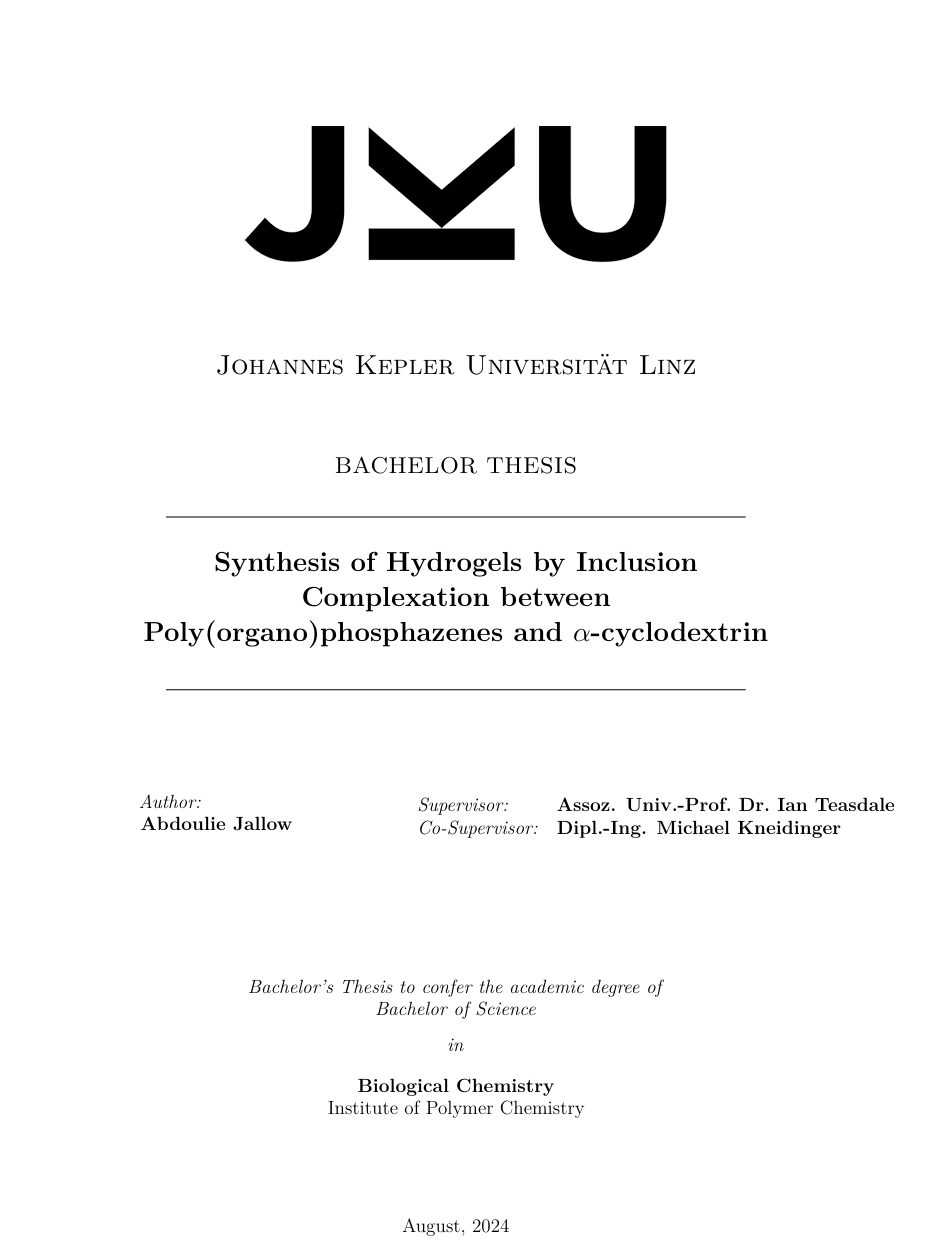 JKU
Johannes Kepler Universität Linz
BACHELOR THESIS
Synthesis of Hydrogels by Inclusion
Complexation between
Poly(organo)phosphazenes and α-cyclodextrin
Author:
Abdoulie Jallow
Supervisor: Assoz. Univ.-Prof. Dr. Ian Teasdale
Co-Supervisor: Dipl.-Ing. Michael Kneidinger
Bachelor's Thesis to confer the academic degree of
Bachelor of Science
in
Biological Chemistry
Institute of Polymer Chemistry
August, 2024